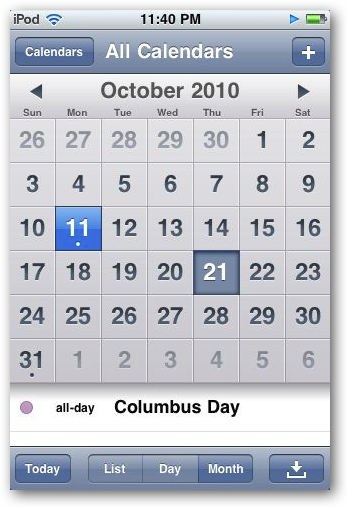 iPod 11:40 PM
Calendars All Calendars +
October 2010
Sun Mon Tue Wed Thu Fri Sat
26 27 28 29 30 1 2
3 4 5 6 7 8 9
10 11 12 13 14 15 16
17 18 19 20 21 22 23
24 25 26 27 28 29 30
31 1 2 3 4 5 6
all-day Columbus Day
Today List Day Month